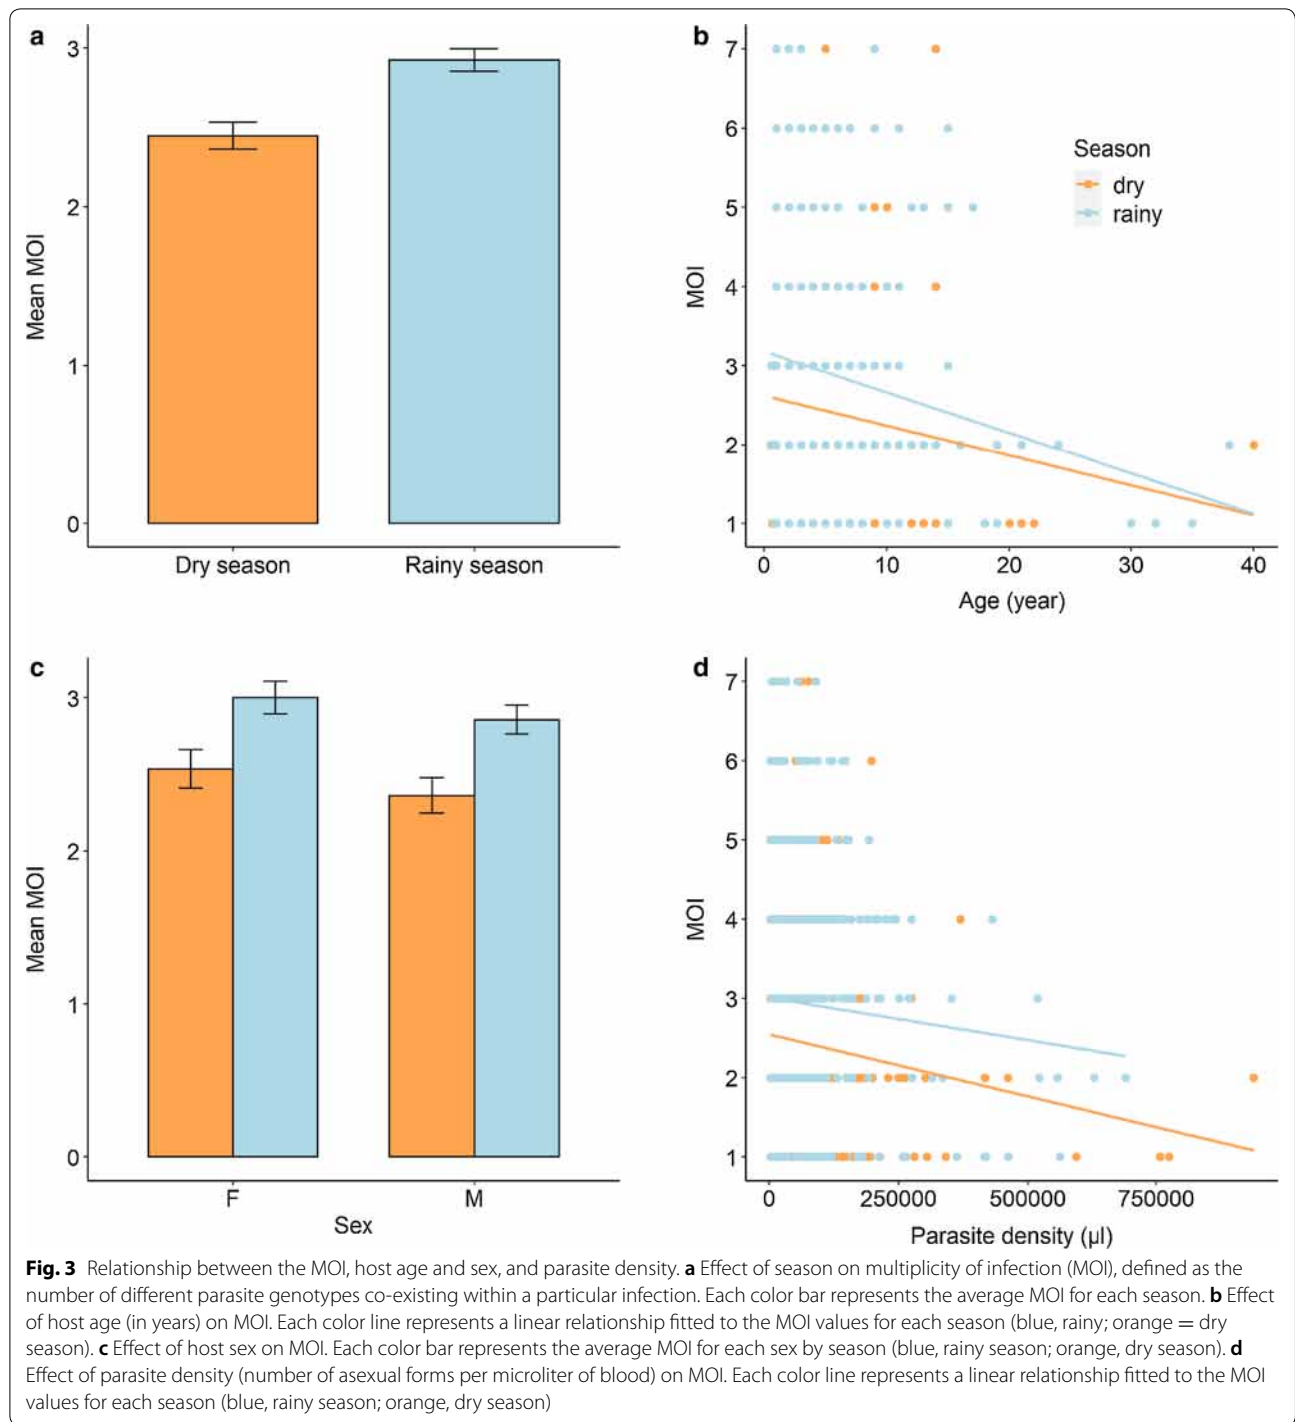 a
3
2
1
0
Mean MOI
Dry season
Rainy season
b
7
6
5
4
3
2
1
MOI
Season
dry
rainy
0
10
20
30
40
Age (year)
c
3
2
1
0
Mean MOI
F
M
Sex
d
7
6
5
4
3
2
1
MOI
0
250000
500000
750000
Parasite density (µl)
Fig. 3 Relationship between the MOI, host age and sex, and parasite density. a Effect of season on multiplicity of infection (MOI), defined as the
number of different parasite genotypes co-existing within a particular infection. Each color bar represents the average MOI for each season. b Effect
of host age (in years) on MOI. Each color line represents a linear relationship fitted to the MOI values for each season (blue, rainy; orange = dry
season). c Effect of host sex on MOI. Each color bar represents the average MOI for each sex by season (blue, rainy season; orange, dry season). d
Effect of parasite density (number of asexual forms per microliter of blood) on MOI. Each color line represents a linear relationship fitted to the MOI
values for each season (blue, rainy season; orange, dry season)